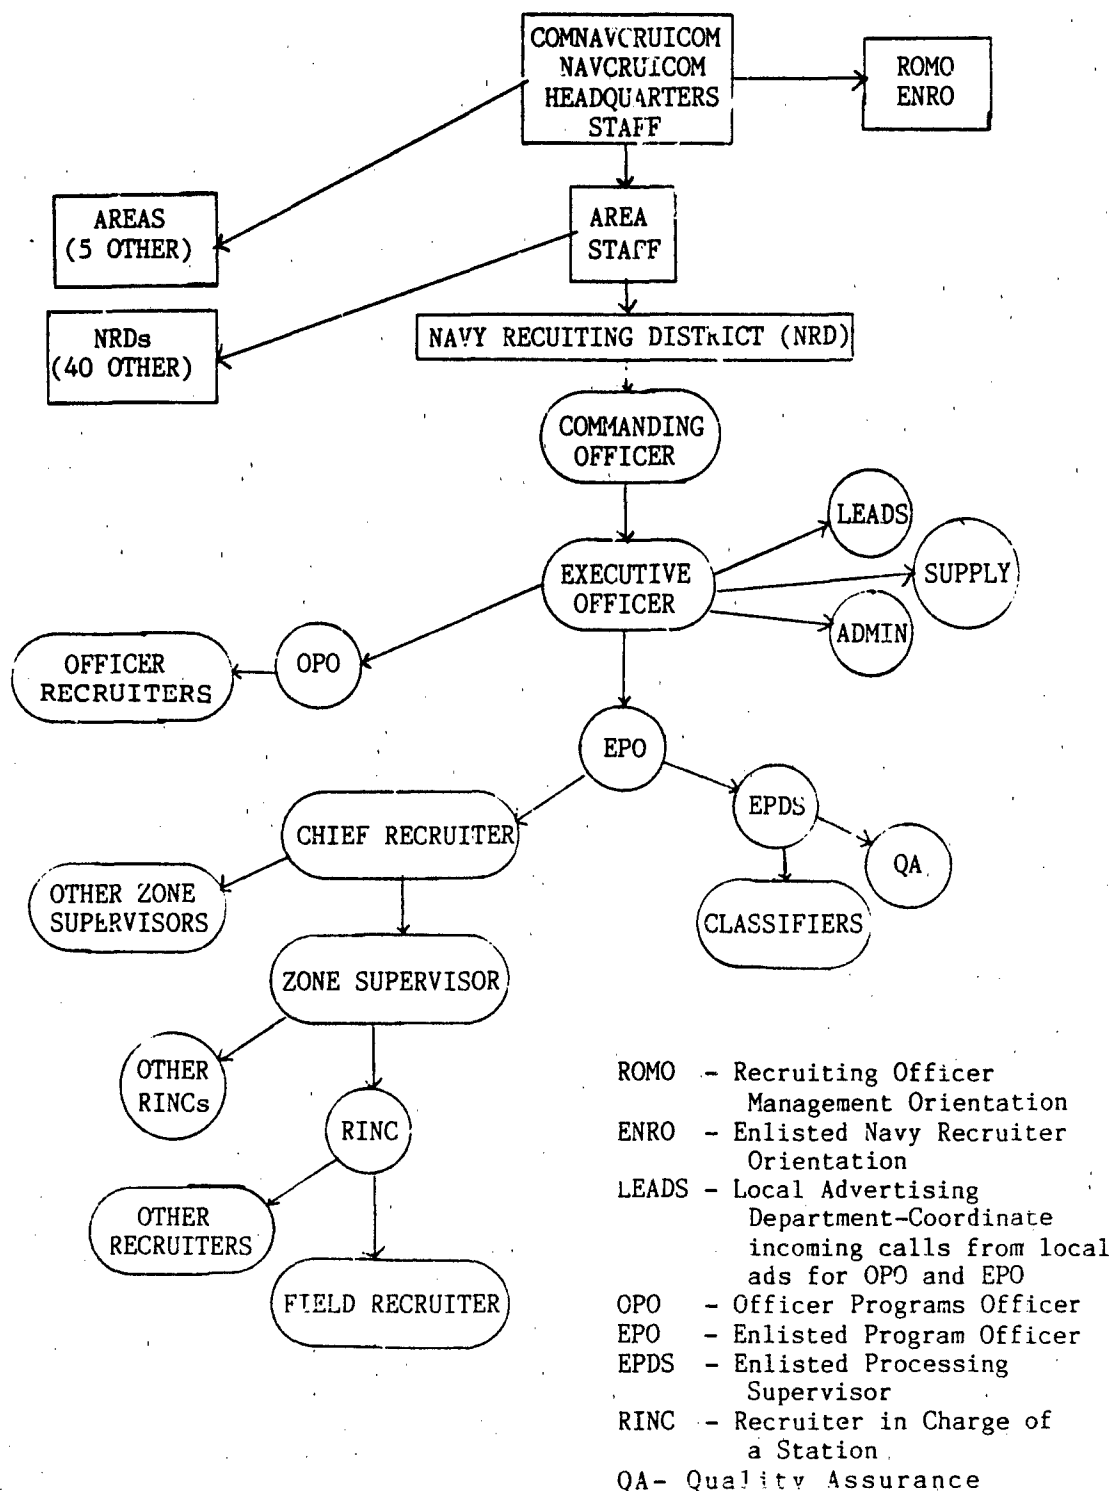 COMNAVCRUICOM
NAVCRUICOM
HEADQUARTERS
STAFF
ROMO
ENRO
AREAS
(5 OTHER)
AREA
STAFF
NRDs
(40 OTHER)
NAVY RECUITING DISTRICT (NRD)
COMMANDING
OFFICER
LEADS
SUPPLY
EXECUTIVE
OFFICER
ADMIN
OFFICER
RECRUITERS
OPO
EPO
EPDS
CHIEF RECRUITER
QA
OTHER ZONE
SUPERVISORS
CLASSIFIERS
ZONE SUPERVISOR
OTHER
RINCs
RINC
OTHER
RECRUITERS
FIELD RECRUITER
ROMO - Recruiting Officer
Management Orientation
ENRO - Enlisted Navy Recruiter
Orientation
LEADS - Local Advertising
Department-Coordinate
incoming calls from local
ads for OPO and EPO
OPO - Officer Programs Officer
EPO - Enlisted Program Officer
EPDS - Enlisted Processing
Supervisor
RINC - Recruiter in Charge of
a Station
QA- Quality Assurance